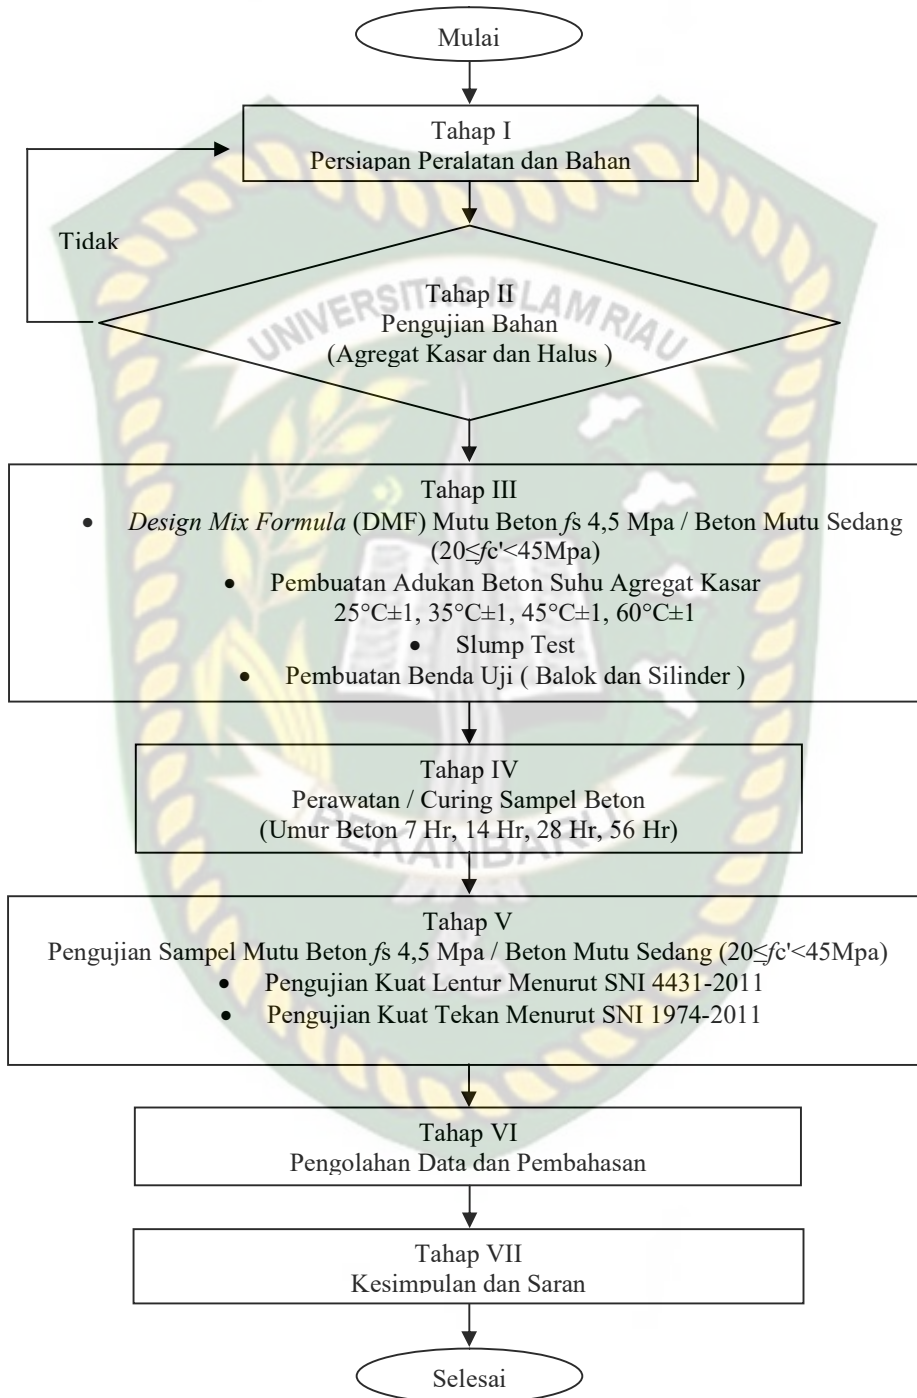 Mulai
Tahap I
Persiapan Peralatan dan Bahan
Tidak
Tahap II
Pengujian Bahan
(Agregat Kasar dan Halus )
UNIVERSITAS ISLAM RIAU
Tahap III
• Design Mix Formula (DMF) Mutu Beton fs 4,5 Mpa / Beton Mutu Sedang
(20≤fc'<45Mpa)
• Pembuatan Adukan Beton Suhu Agregat Kasar
25°C±1, 35°C±1, 45°C±1, 60°C±1
• Slump Test
• Pembuatan Benda Uji ( Balok dan Silinder )
Tahap IV
Perawatan / Curing Sampel Beton
(Umur Beton 7 Hr, 14 Hr, 28 Hr, 56 Hr)
PEKANBARU
Tahap V
Pengujian Sampel Mutu Beton fs 4,5 Mpa / Beton Mutu Sedang (20≤fc'<45Mpa)
• Pengujian Kuat Lentur Menurut SNI 4431-2011
• Pengujian Kuat Tekan Menurut SNI 1974-2011
Tahap VI
Pengolahan Data dan Pembahasan
Tahap VII
Kesimpulan dan Saran
Selesai